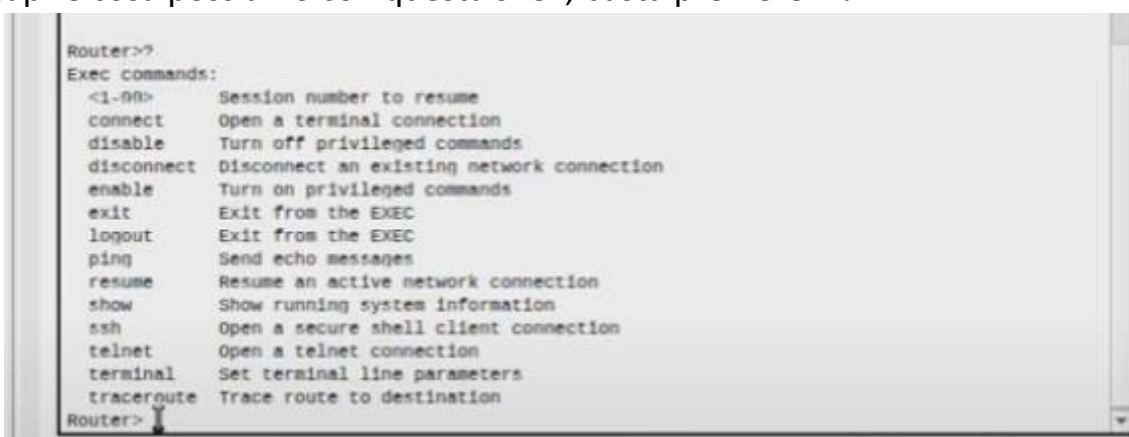 Router>?
Exec commands:
<1-99> Session number to resume
connect Open a terminal connection
disable Turn off privileged commands
disconnect Disconnect an existing network connection
enable Turn on privileged commands
exit Exit from the EXEC
logout Exit from the EXEC
ping Send echo messages
resume Resume an active network connection
show Show running system information
ssh Open a secure shell client connection
telnet Open a telnet connection
terminal Set terminal line parameters
traceroute Trace route to destination
Router>